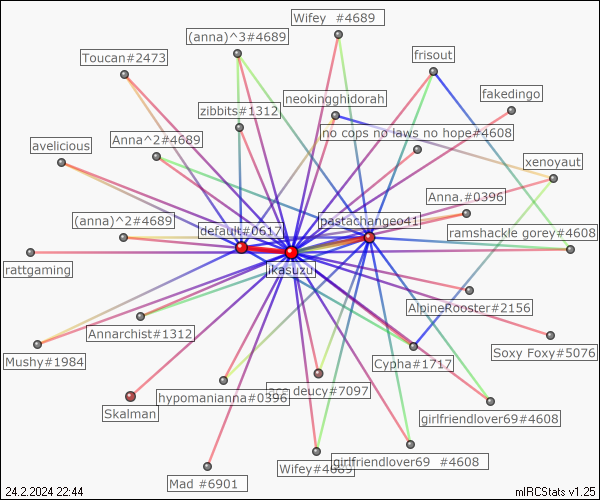 Wifey #4689
(anna)^3#4689
Toucan#2473
frisout
fakedingo
neokingghidorah
zibbits#1312
no cops no laws no hope#4608
avelicious
Anna^2#4689
xenoyaut
Anna.#0396
(anna)^2#4689
pastachangeo41
default#0617
ramshackle gorey#4608
rattgaming
ikasuzu
AlpineRooster#2156
Annarchist#1312
Mushy#1984
Cypha#1717
Soxy Foxy#5076
deucy#7097
hypomanianna#0396
Skalman
girlfriendlover69#4608
Wifey#4689
girlfriendlover69 #4608
Mad #6901
24.2.2024 22:44
mIRCStats v1.25